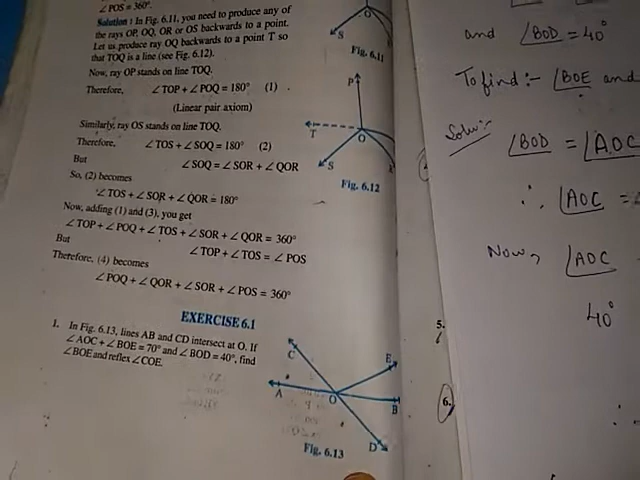 ∠ POS = 360°.
Solution : In Fig. 6.11, you need to produce any of
the rays OP, OQ, OR or OS backwards to a point.
Let us produce ray OQ backwards to a point T so
that TOQ is a line (see Fig. 6.12).
Now, ray OP stands on line TOQ.
Therefore, ∠ TOP + ∠ POQ = 180° (1)
(Linear pair axiom)
Similarly, ray OS stands on line TOQ.
Therefore, ∠ TOS + ∠ SOQ = 180° (2)
But ∠ SOQ = ∠ SOR + ∠ QOR
So, (2) becomes
∠ TOS + ∠ SOR + ∠ QOR = 180°
Now, adding (1) and (3), you get
∠ TOP + ∠ POQ + ∠ TOS + ∠ SOR + ∠ QOR = 360°
But ∠ TOP + ∠ TOS = ∠ POS
Therefore, (4) becomes
∠ POQ + ∠ QOR + ∠ SOR + ∠ POS = 360°
EXERCISE 6.1
1. In Fig. 6.13, lines AB and CD intersect at O. If
∠ AOC + ∠ BOE = 70° and ∠ BOD = 40°, find
∠ BOE and reflex ∠ COE.
O
S
Fig. 6.11
P
T
O
S
Fig. 6.12
C
E
A
O
B
D
Fig. 6.13
5.
6.
and ∠BOD = 40°
To find :- ∠BOE and
Soln :-
∠BOD = ∠AOC
∴ ∠AOC =
Now, ∠AOC
40°